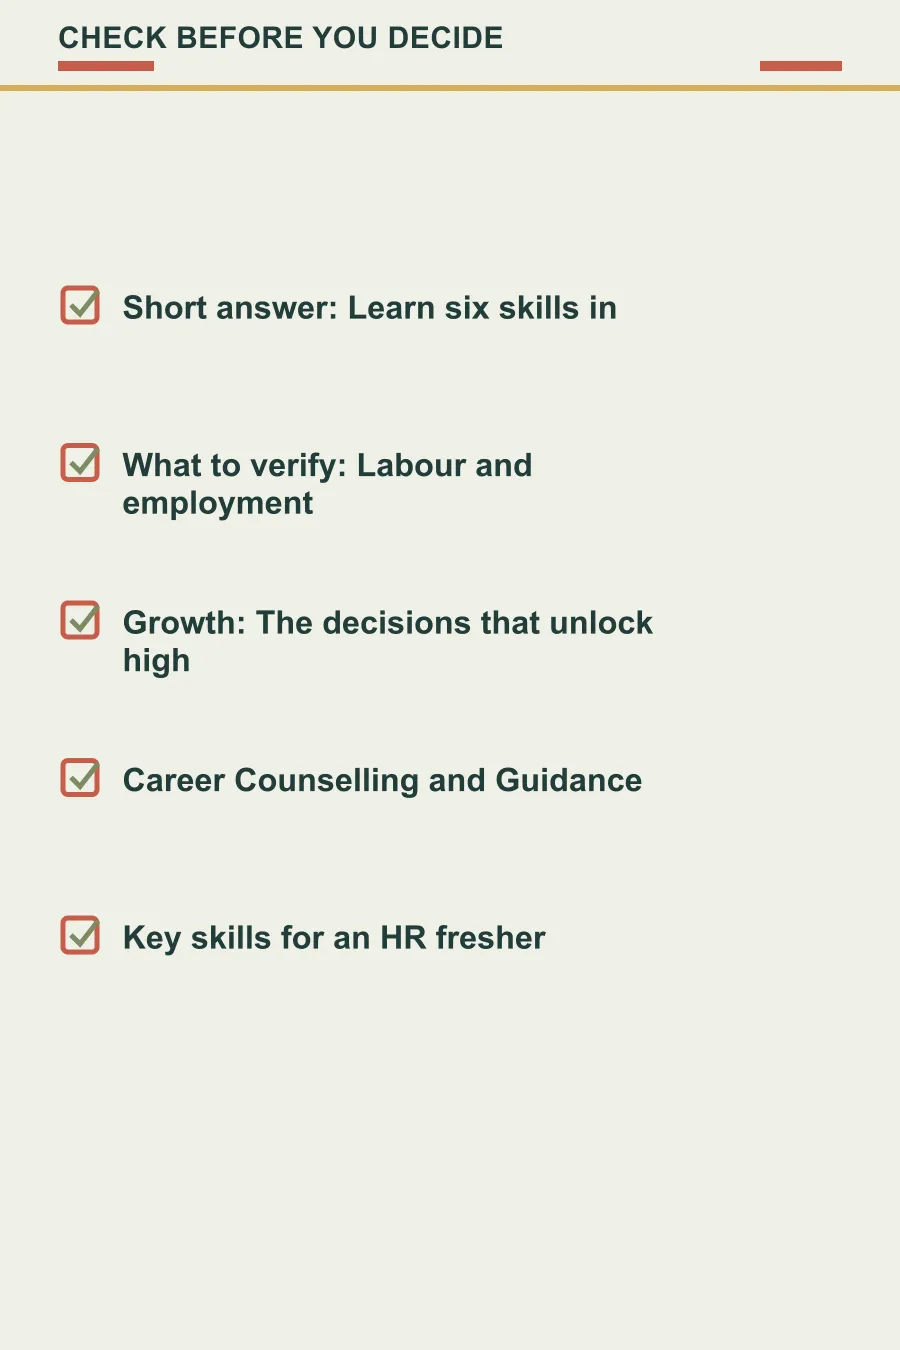 CHECK BEFORE YOU DECIDE
Short answer: Learn six skills in
What to verify: Labour and
employment
Growth: The decisions that unlock
high
Career Counselling and Guidance
Key skills for an HR fresher